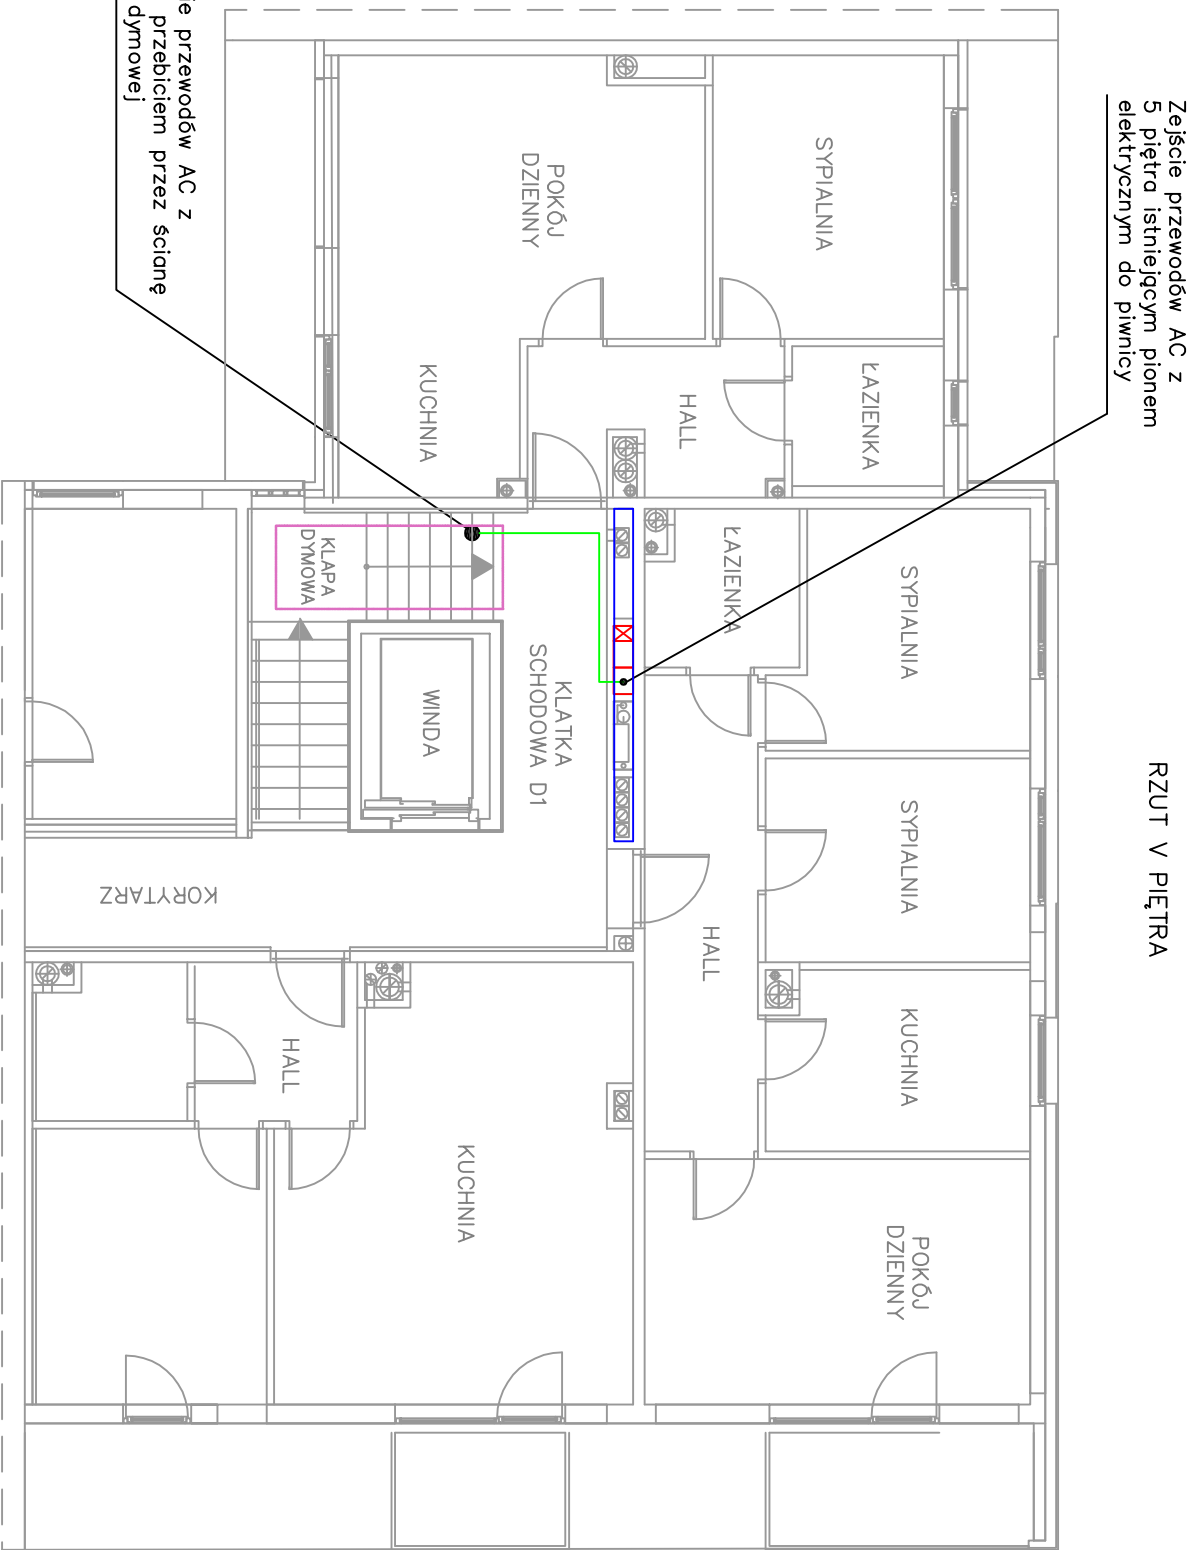 RZUT V PIĘTRA
Zejście przewodów AC z
5 piętra istniejącym pionem
elektrycznym do piwnicy
przewodów AC z
przebiciem przez ścianę
dymowej
SYPIALNIA
POKÓJ
DZIENNY
ŁAZIENKA
HALL
KUCHNIA
ŁAZIENKA
SYPIALNIA
KLAPA
DYMOWA
KLATKA
SCHODOWA D1
WINDA
SYPIALNIA
KORYTARZ
HALL
KUCHNIA
HALL
KUCHNIA
POKÓJ
DZIENNY